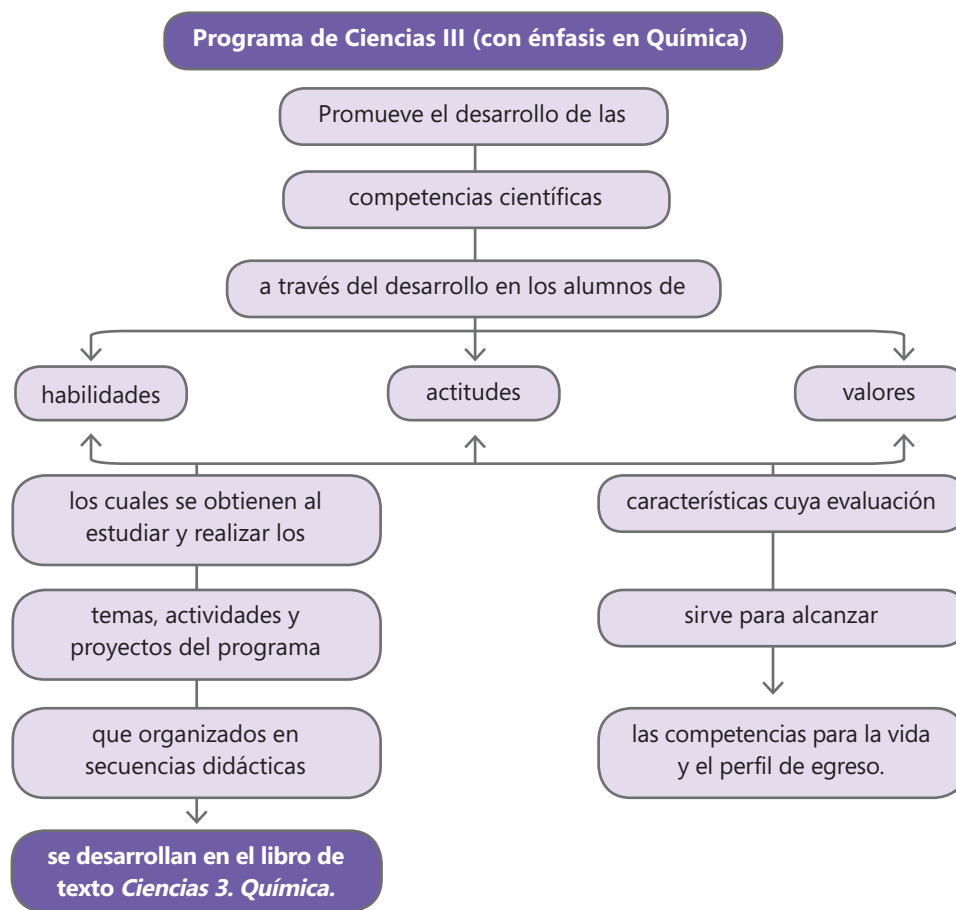 Programa de Ciencias III (con énfasis en Química)
Promueve el desarrollo de las
competencias científicas
a través del desarrollo en los alumnos de
habilidades
actitudes
valores
los cuales se obtienen al
estudiar y realizar los
temas, actividades y
proyectos del programa
que organizados en
secuencias didácticas
se desarrollan en el libro de
texto Ciencias 3. Química.
características cuya evaluación
sirve para alcanzar
las competencias para la vida
y el perfil de egreso.